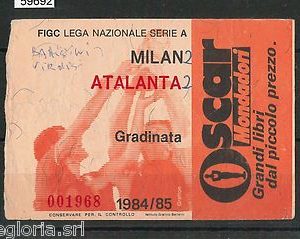 59692
FIGC LEGA NAZIONALE SERIE A
MILAN 2
ATALANTA 2
Gradinata
001968
1984/85
CONSERVARE PER IL CONTROLLO
oscar
Mondadori
Grandi libri
dal piccolo prezzo.
egloria srl